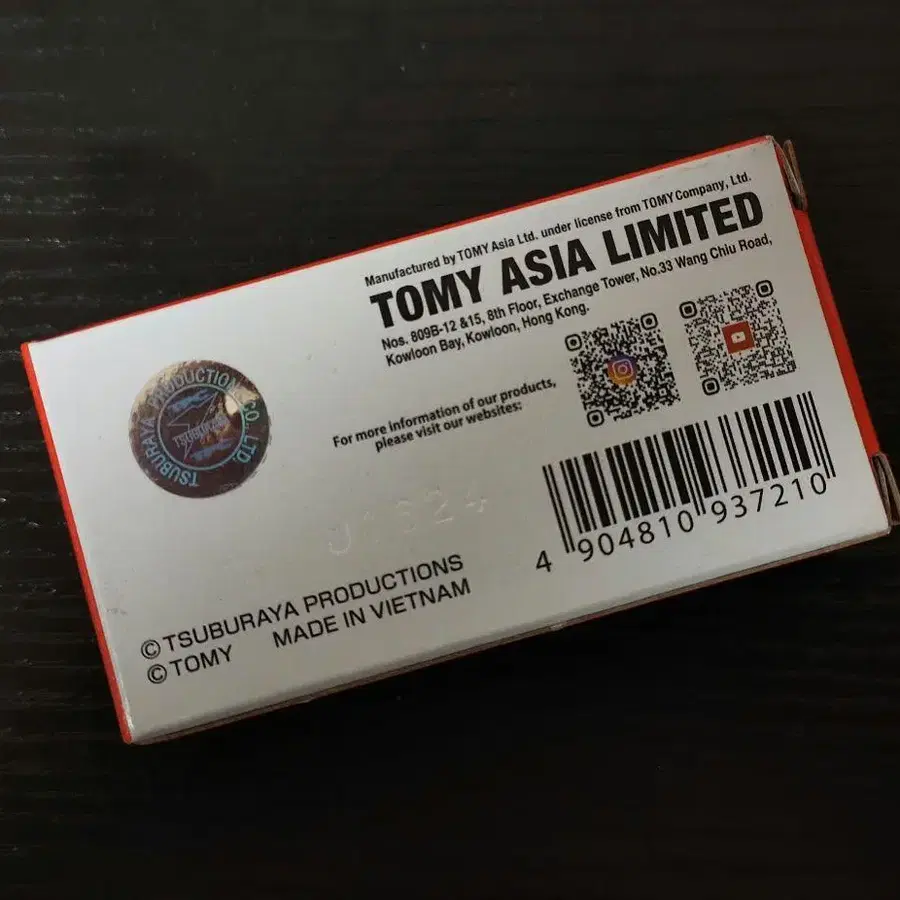 Manufactured by TOMY Asia Ltd. under license from TOMY Company, Ltd.
TOMY ASIA LIMITED
Nos. 809B-12 &15, 8th Floor, Exchange Tower, No.33 Wang Chiu Road,
Kowloon Bay, Kowloon, Hong Kong.
For more information of our products,
please visit our websites:
TSUBURAYA PRODUCTION CO., LTD.
TSUBURAYA
4 904810 937210
©TSUBURAYA PRODUCTIONS
©TOMY MADE IN VIETNAM